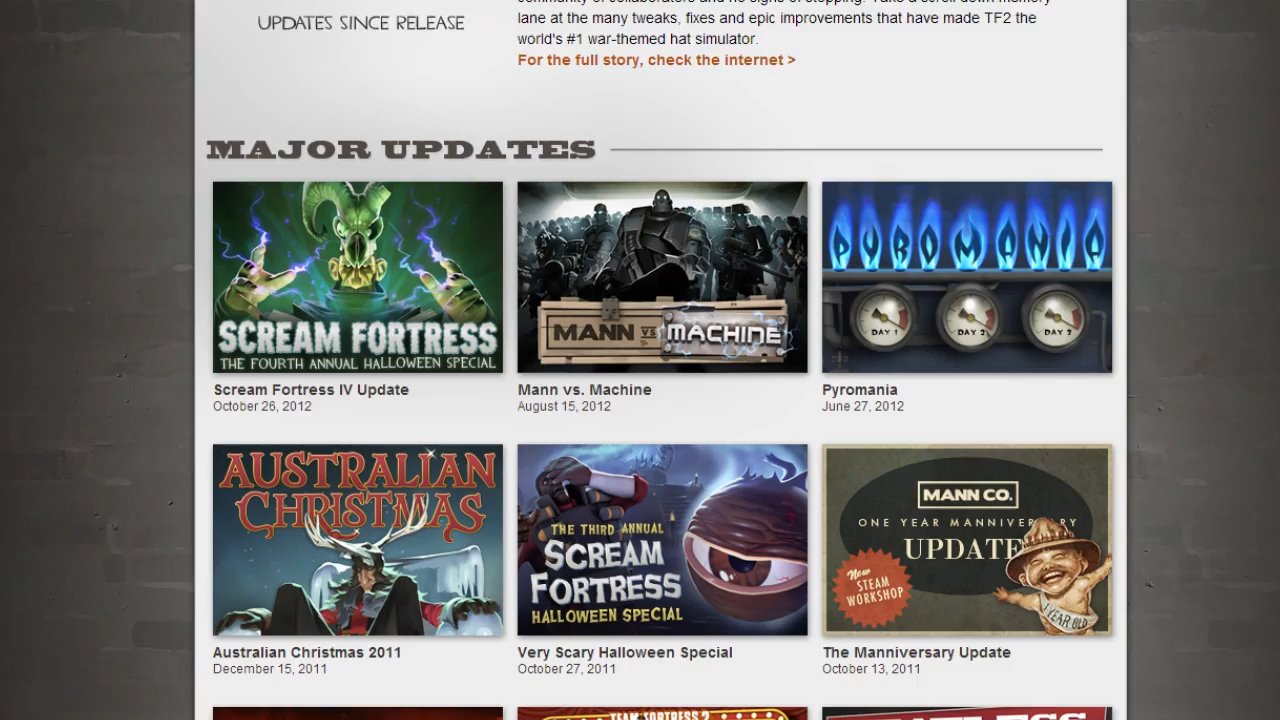 UPDATES SINCE RELEASE
lane at the many tweaks, fixes and epic improvements that have made TF2 the
world's #1 war-themed hat simulator.
For the full story, check the internet >
MAJOR UPDATES
SCREAM FORTRESS
THE FOURTH ANNUAL HALLOWEEN SPECIAL
MANN VS MACHINE
PYROMANIA
DAY 1
DAY 2
DAY 3
Scream Fortress IV Update
October 26, 2012
Mann vs. Machine
August 15, 2012
Pyromania
June 27, 2012
AUSTRALIAN
CHRISTMAS
THE THIRD ANNUAL
SCREAM
FORTRESS
HALLOWEEN SPECIAL
MANN CO.
ONE YEAR MANNIVERSARY
UPDATE
New
STEAM
WORKSHOP
1 YEAR OLD
Australian Christmas 2011
December 15, 2011
Very Scary Halloween Special
October 27, 2011
The Manniversary Update
October 13, 2011
TEAM FORTRESS 2